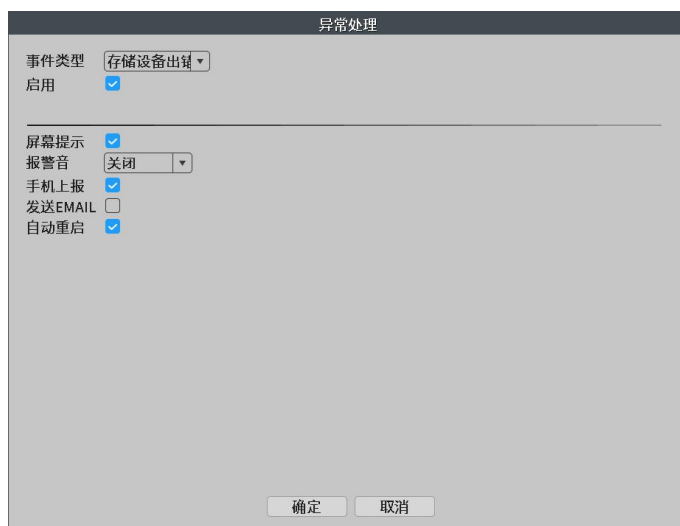 异常处理
事件类型 存储设备出错
启用
屏幕提示
报警音 关闭
手机上报
发送EMAIL
自动重启
确定 取消